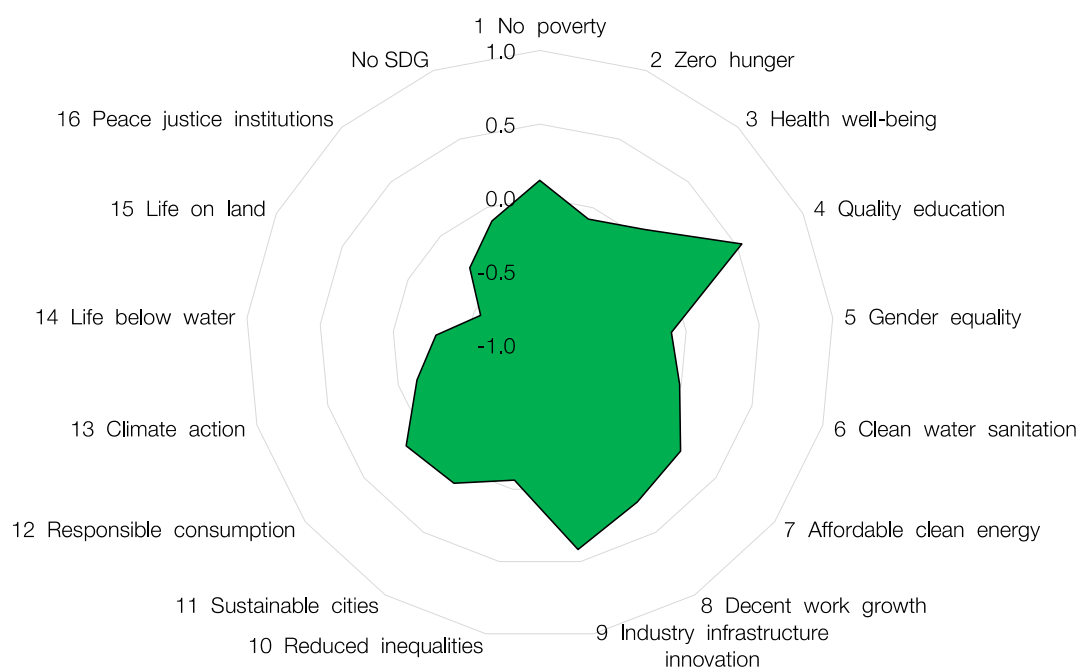 1 No poverty
1.0
No SDG
2 Zero hunger
16 Peace justice institutions
0.5
3 Health well-being
15 Life on land
0.0
4 Quality education
-0.5
14 Life below water
-1.0
5 Gender equality
13 Climate action
6 Clean water sanitation
12 Responsible consumption
7 Affordable clean energy
11 Sustainable cities
8 Decent work growth
10 Reduced inequalities
9 Industry infrastructure
innovation